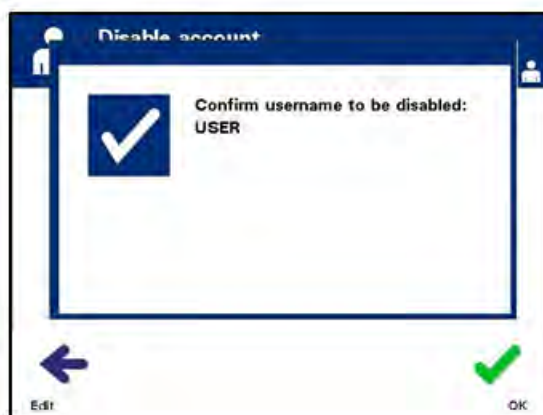 Disable account
Confirm username to be disabled:
USER
Edit
OK